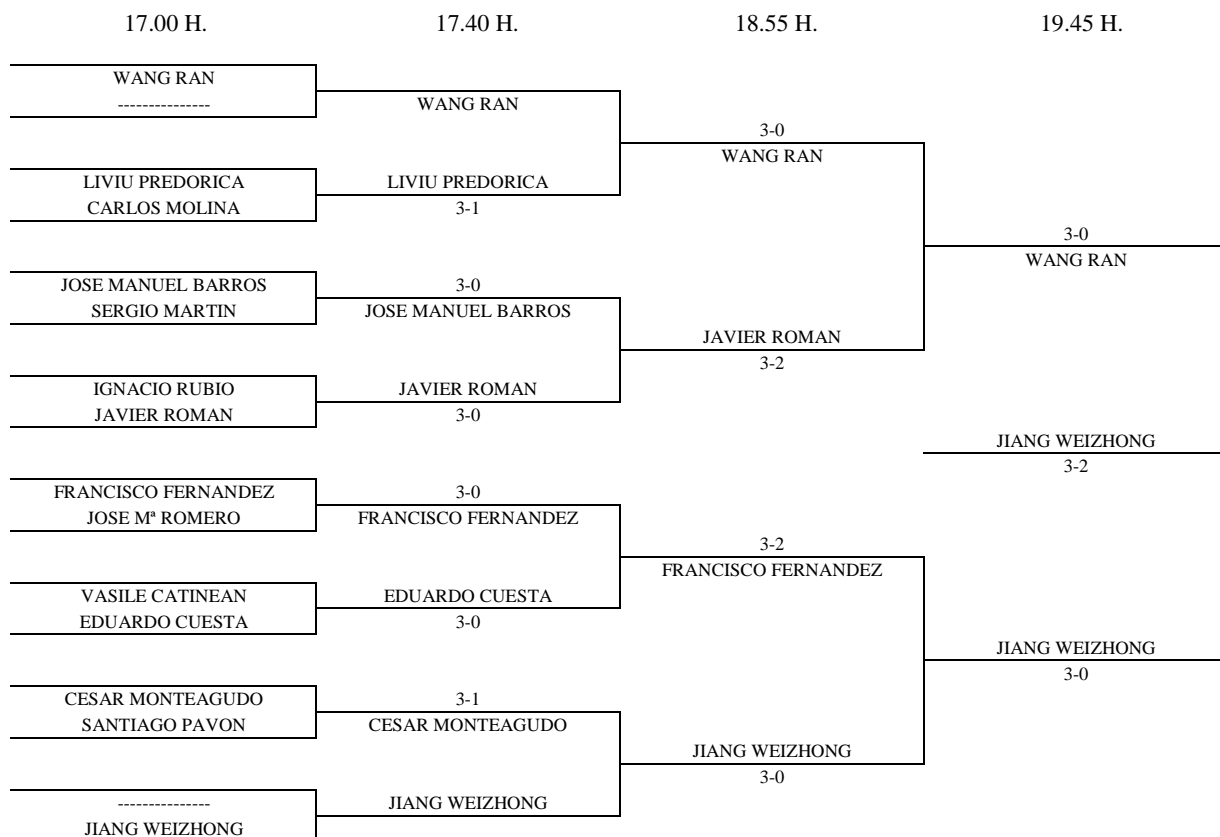 17.00 H. 17.40 H. 18.55 H. 19.45 H.
WANG RAN
---------------
WANG RAN
3-0
WANG RAN
LIVIU PREDORICA
CARLOS MOLINA
LIVIU PREDORICA
3-1
3-0
WANG RAN
JOSE MANUEL BARROS
SERGIO MARTIN
3-0
JOSE MANUEL BARROS
JAVIER ROMAN
3-2
IGNACIO RUBIO
JAVIER ROMAN
JAVIER ROMAN
3-0
JIANG WEIZHONG
3-2
FRANCISCO FERNANDEZ
JOSE Mª ROMERO
3-0
FRANCISCO FERNANDEZ
3-2
FRANCISCO FERNANDEZ
VASILE CATINEAN
EDUARDO CUESTA
EDUARDO CUESTA
3-0
JIANG WEIZHONG
3-0
CESAR MONTEAGUDO
SANTIAGO PAVON
3-1
CESAR MONTEAGUDO
JIANG WEIZHONG
3-0
---------------
JIANG WEIZHONG
JIANG WEIZHONG